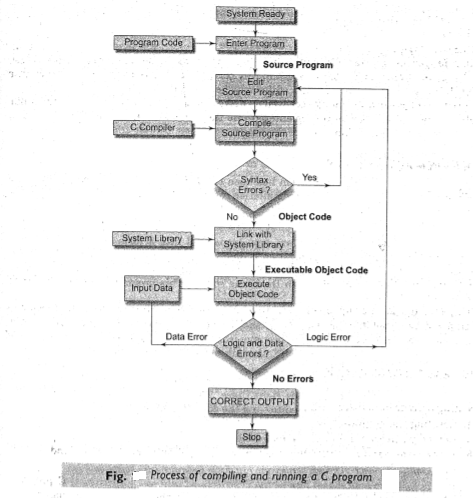 System Ready
Program Code
Enter Program
Source Program
Edit
Source Program
C Compiler
Compile
Source Program
Syntax
Errors ?
Yes
No
Object Code
System Library
Link with
System Library
Executable Object Code
Input Data
Execute
Object Code
Data Error
Logic and Data
Errors ?
Logic Error
No Errors
CORRECT OUTPUT
Stop
Fig. Process of compiling and running a C program